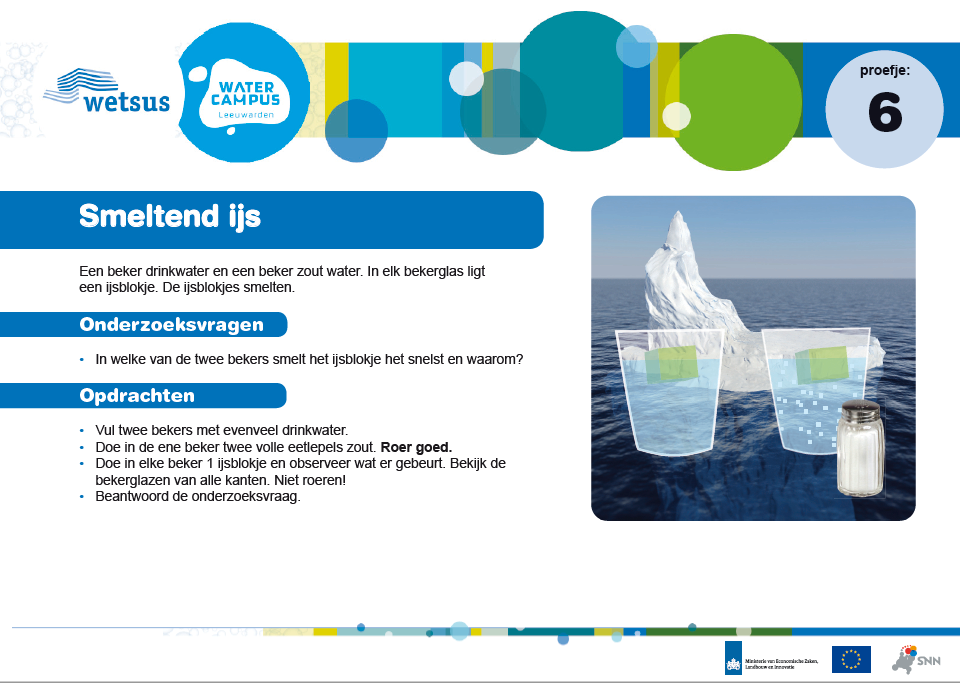 wetsus
WATER
CAMPUS
Leeuwarden
proefje:
6
Smeltend ijs
Een beker drinkwater en een beker zout water. In elk bekerglas ligt
een ijsblokje. De ijsblokjes smelten.
Onderzoeksvragen
• In welke van de twee bekers smelt het ijsblokje het snelst en waarom?
Opdrachten
• Vul twee bekers met evenveel drinkwater.
• Doe in de ene beker twee volle eetlepels zout. Roer goed.
• Doe in elke beker 1 ijsblokje en observeer wat er gebeurt. Bekijk de
bekerglazen van alle kanten. Niet roeren!
• Beantwoord de onderzoeksvraag.
Ministerie van Economische Zaken,
Landbouw en Innovatie
SNN